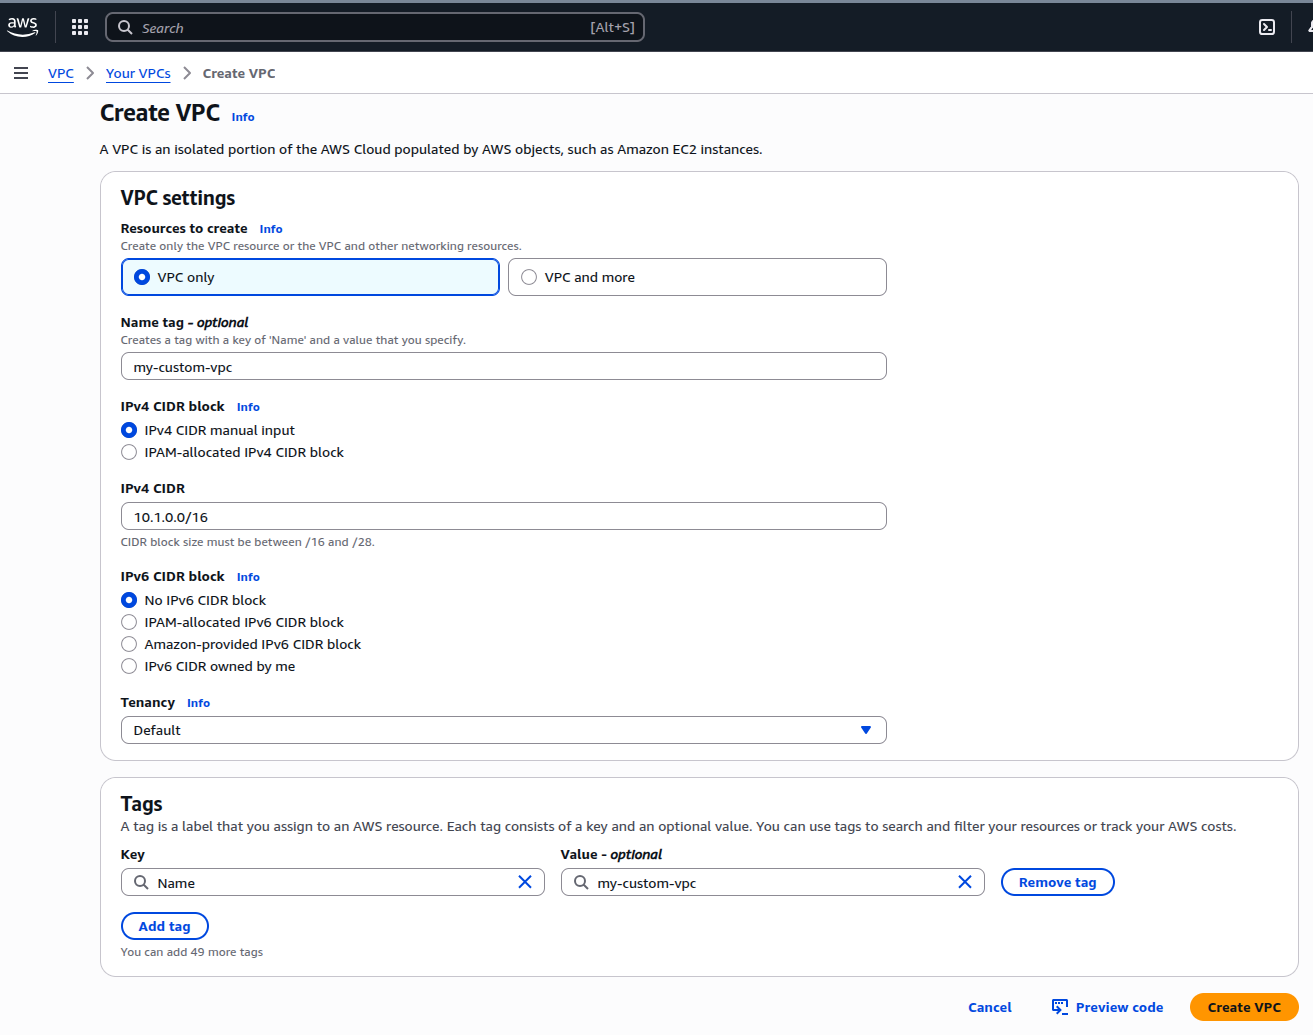 aws Search [Alt+S]
VPC Your VPCs Create VPC
Create VPC Info
A VPC is an isolated portion of the AWS Cloud populated by AWS objects, such as Amazon EC2 instances.
VPC settings
Resources to create Info
Create only the VPC resource or the VPC and other networking resources.
VPC only VPC and more
Name tag - optional
Creates a tag with a key of 'Name' and a value that you specify.
my-custom-vpc
IPv4 CIDR block Info
IPv4 CIDR manual input
IPAM-allocated IPv4 CIDR block
IPv4 CIDR
10.1.0.0/16
CIDR block size must be between /16 and /28.
IPv6 CIDR block Info
No IPv6 CIDR block
IPAM-allocated IPv6 CIDR block
Amazon-provided IPv6 CIDR block
IPv6 CIDR owned by me
Tenancy Info
Default
Tags
A tag is a label that you assign to an AWS resource. Each tag consists of a key and an optional value. You can use tags to search and filter your resources or track your AWS costs.
Key Value - optional
Name my-custom-vpc Remove tag
Add tag
You can add 49 more tags
Cancel Preview code Create VPC